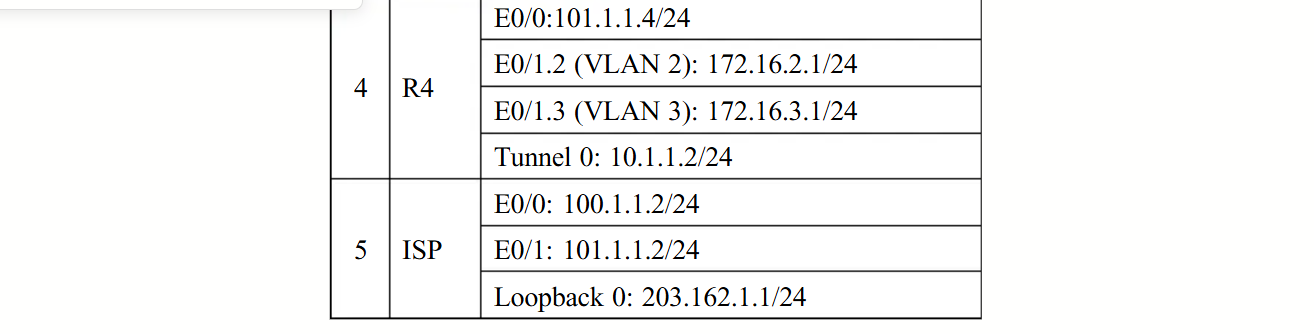 E0/0:101.1.1.4/24
E0/1.2 (VLAN 2): 172.16.2.1/24
4
R4
E0/1.3 (VLAN 3): 172.16.3.1/24
Tunnel 0: 10.1.1.2/24
E0/0: 100.1.1.2/24
5
ISP
E0/1: 101.1.1.2/24
Loopback 0: 203.162.1.1/24